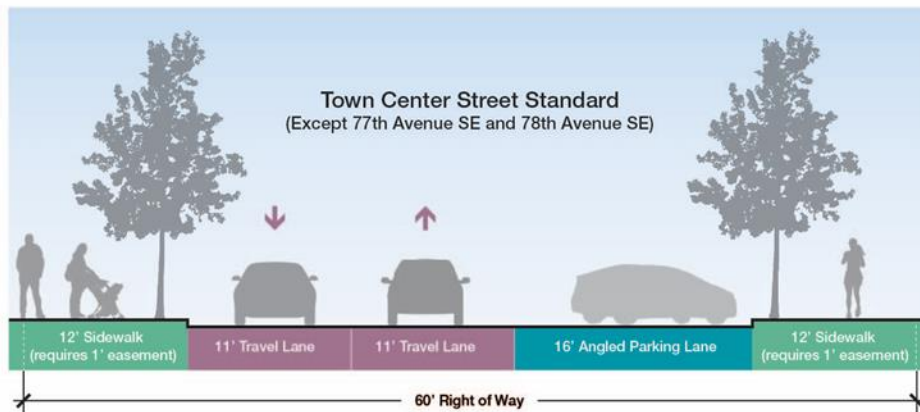 Town Center Street Standard
(Except 77th Avenue SE and 78th Avenue SE)
12' Sidewalk
(requires 1' easement)
11' Travel Lane
11' Travel Lane
16' Angled Parking Lane
12' Sidewalk
(requires 1' easement)
60' Right of Way